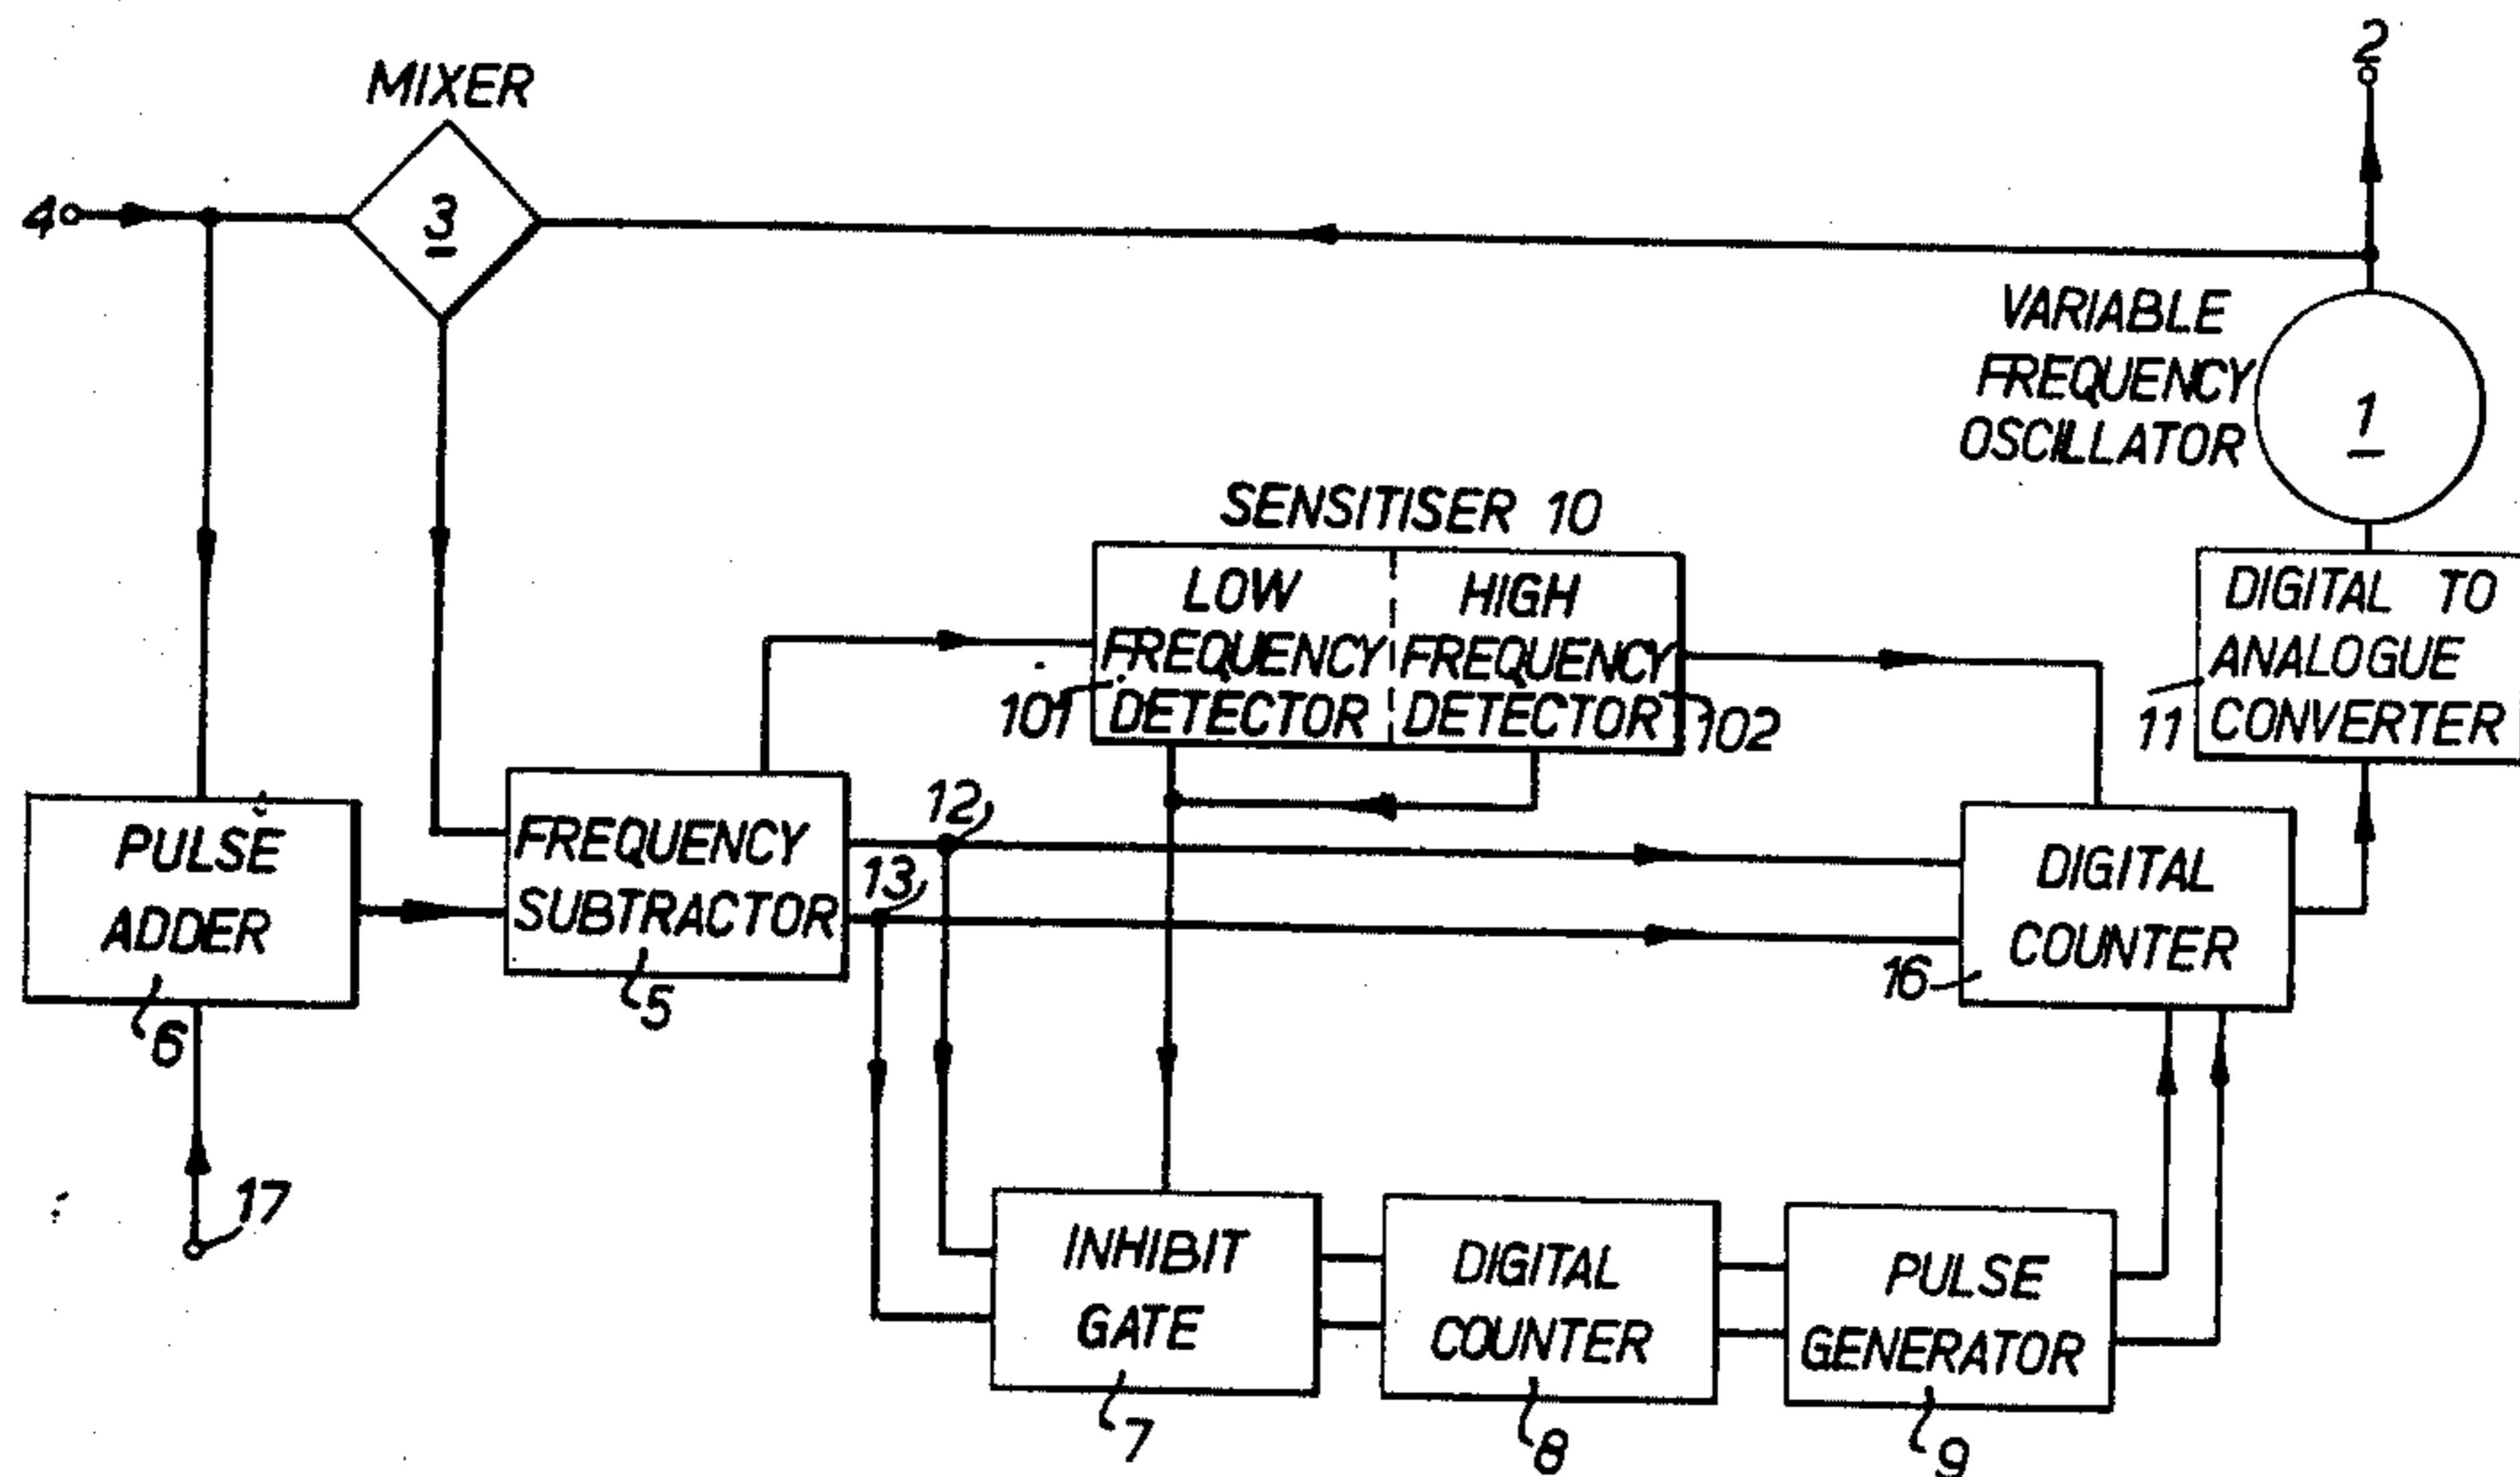 2
MIXER
4
3
VARIABLE
FREQUENCY
OSCILLATOR
1
SENSITISER 10
LOW
FREQUENCY
DETECTOR
101
HIGH
FREQUENCY
DETECTOR
102
DIGITAL TO
ANALOGUE
CONVERTER
11
PULSE
ADDER
6
FREQUENCY
SUBTRACTOR
5
12
13
DIGITAL
COUNTER
16
17
INHIBIT
GATE
7
DIGITAL
COUNTER
8
PULSE
GENERATOR
9